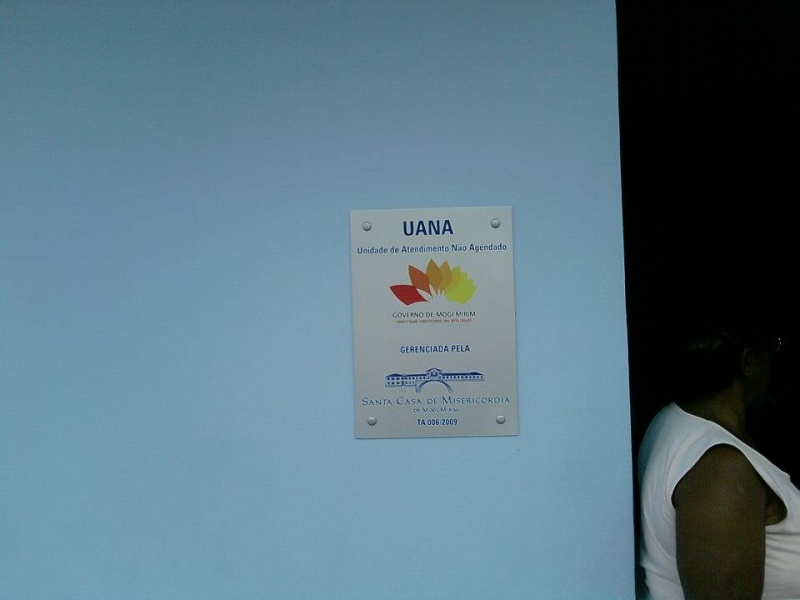 UANA
Unidade de Atendimento Não Agendado
GOVERNO DE MOGI MIRIM
GERENCIADA PELA
SANTA CASA DE MISERICORDIA
DE MOGI MIRIM
TA 006/2009